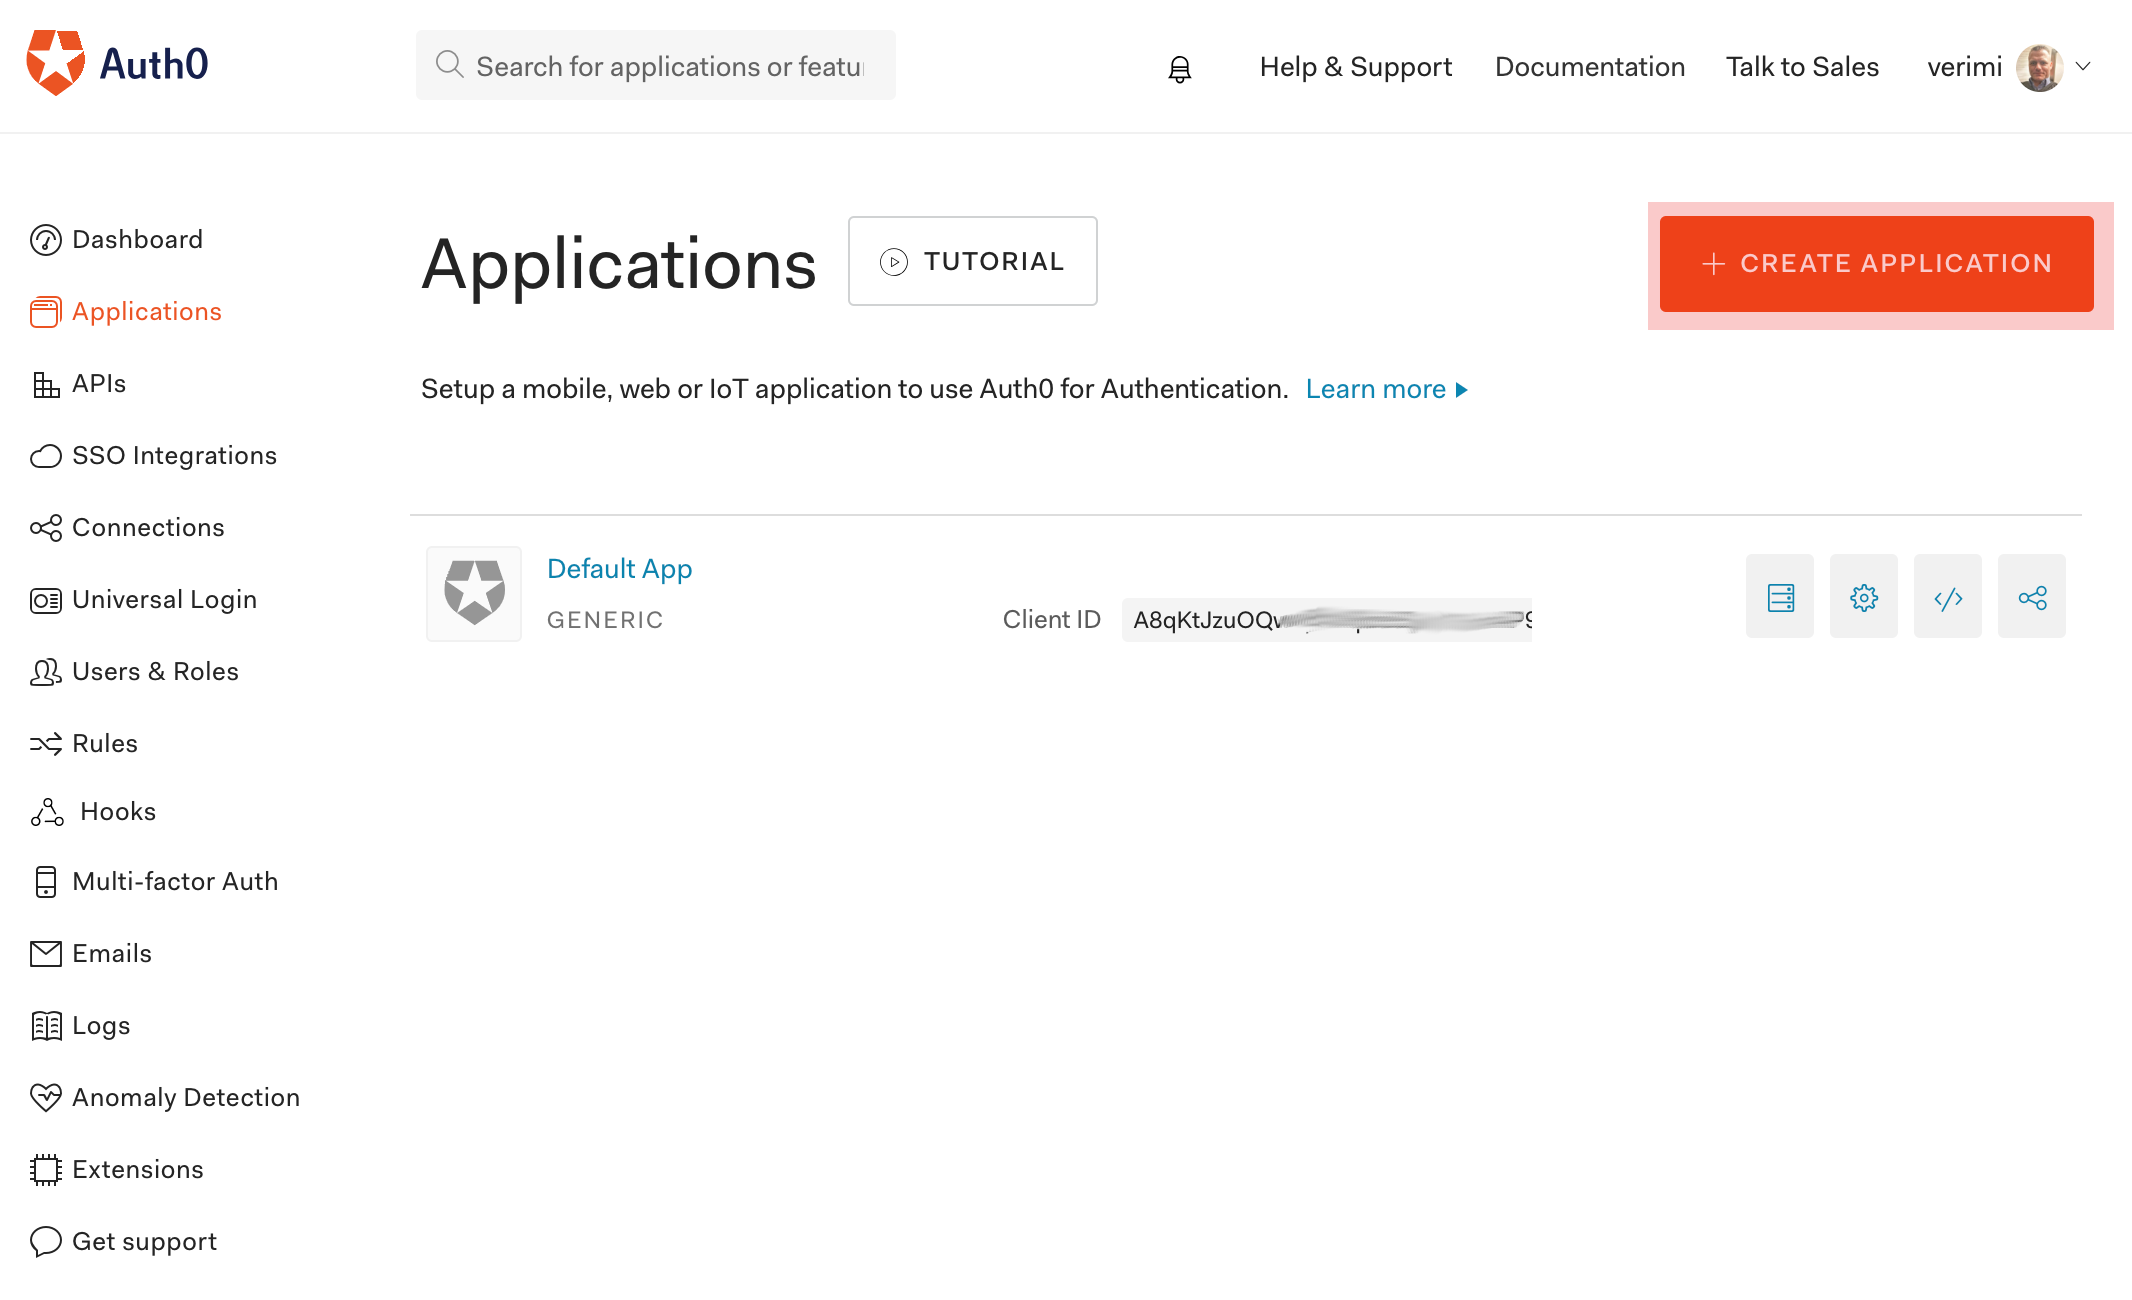 Auth0
Search for applications or featu
Help & Support
Documentation
Talk to Sales
verimi
Dashboard
Applications
APIs
SSO Integrations
Connections
Universal Login
Users & Roles
Rules
Hooks
Multi-factor Auth
Emails
Logs
Anomaly Detection
Extensions
Get support
Applications
TUTORIAL
+ CREATE APPLICATION
Setup a mobile, web or IoT application to use Auth0 for Authentication. Learn more
Default App
GENERIC
Client ID